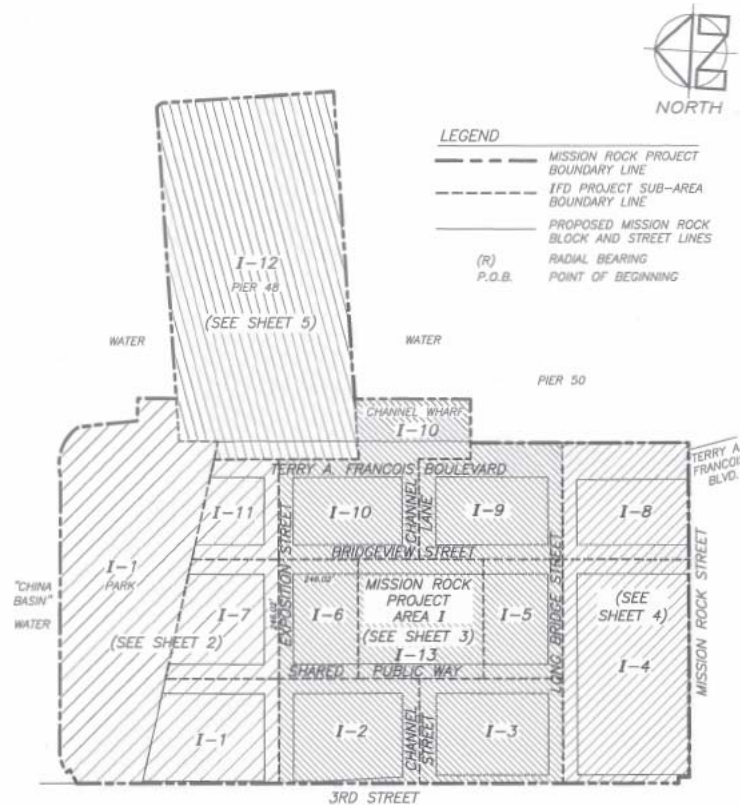 NORTH
LEGEND
MISSION ROCK PROJECT
BOUNDARY LINE
IFD PROJECT SUB-AREA
BOUNDARY LINE
PROPOSED MISSION ROCK
BLOCK AND STREET LINES
(R) RADIAL BEARING
P.O.B. POINT OF BEGINNING
I-12
PIER 48
(SEE SHEET 5)
WATER
WATER
PIER 50
CHANNEL WHARF
I-10
TERRY A. FRANCOIS BOULEVARD
TERRY A.
FRANCOIS
BLVD.
I-11
EXPOSITION STREET
I-10
CHANNEL
LANE
I-9
I-8
BRIDGEVIEW STREET
I-1
PARK
"CHINA
BASIN"
WATER
(SEE SHEET 2)
I-7
246.02'
246.02'
I-6
MISSION ROCK
PROJECT
AREA I
(SEE SHEET 3)
I-13
I-5
LONG BRIDGE STREET
(SEE
SHEET 4)
I-4
MISSION ROCK STREET
SHARED PUBLIC WAY
I-1
I-2
CHANNEL
STREET
I-3
3RD STREET